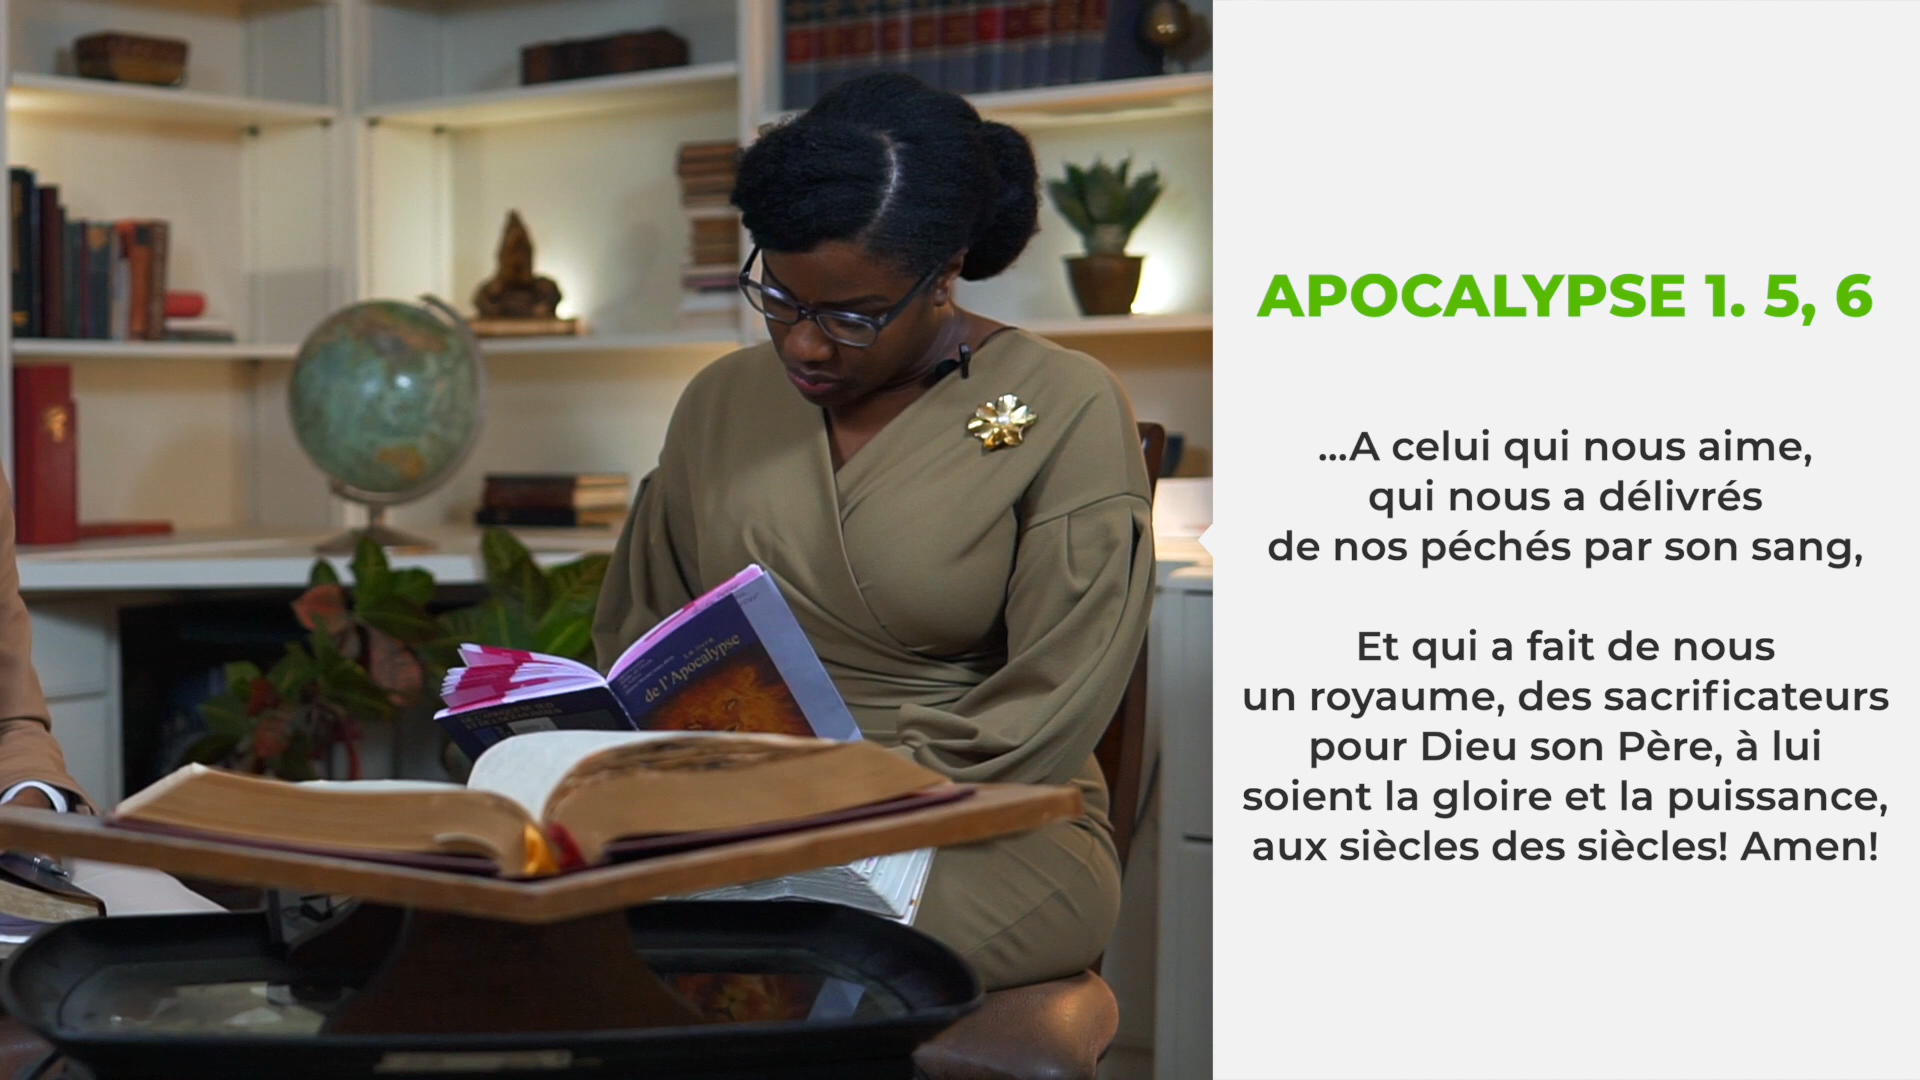 de l'Apocalypse
APOCALYPSE 1. 5, 6
...A celui qui nous aime,
qui nous a délivrés
de nos péchés par son sang,
Et qui a fait de nous
un royaume, des sacrificateurs
pour Dieu son Père, à lui
soient la gloire et la puissance,
aux siècles des siècles! Amen!